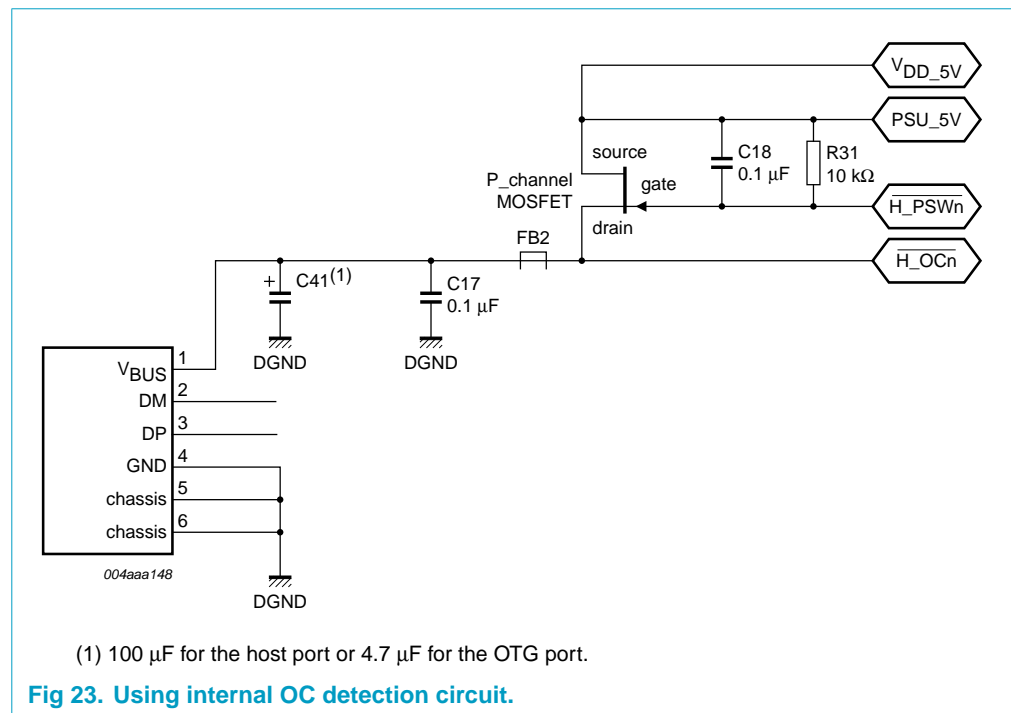 VDD_5V
PSU_5V
source
C18
0.1 μF
R31
10 kΩ
P_channel
MOSFET
gate
H_PSWn
drain
FB2
H_OCn
+
C41(1)
C17
0.1 μF
DGND
DGND
VBUS
1
DM
2
DP
3
GND
4
chassis
5
chassis
6
004aaa148
DGND
(1) 100 μF for the host port or 4.7 μF for the OTG port.
Fig 23. Using internal OC detection circuit.